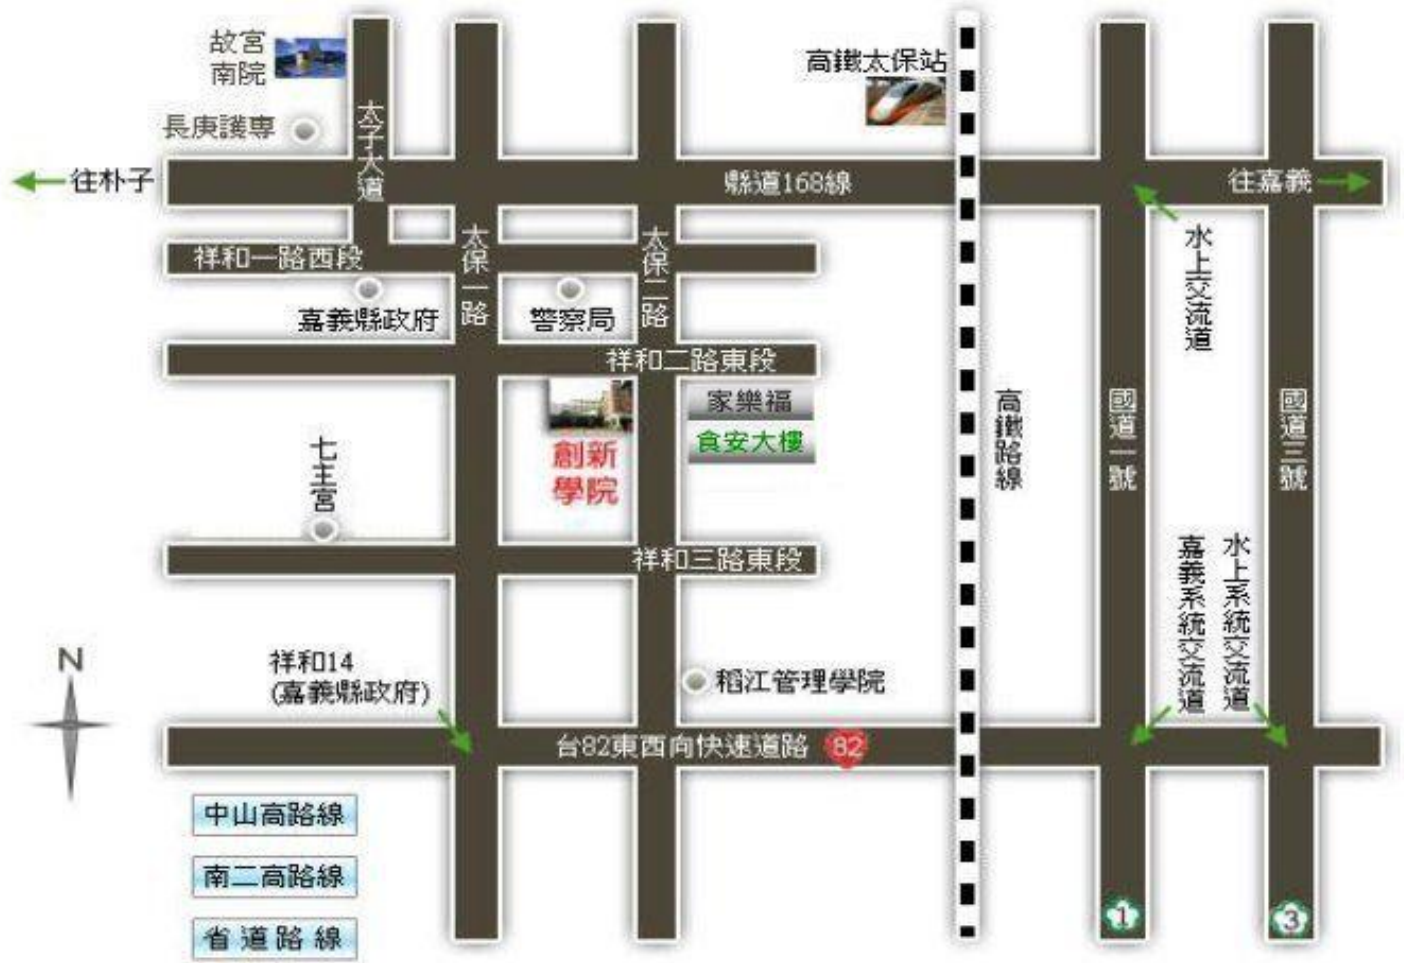 故宮
南院
高鐵太保站
長庚護專
太子大道
往朴子
縣道168線
往嘉義
祥和一路西段
太保一路
太保二路
水上交流道
嘉義縣政府
警察局
祥和二路東段
家樂福
食安大樓
高鐵路線
國道一號
國道三號
創新
學院
七王宮
祥和三路東段
嘉義系統交流道
水上系統交流道
N
祥和14
(嘉義縣政府)
稻江管理學院
台82東西向快速道路 82
中山高路線
南二高路線
省道路線
1
3